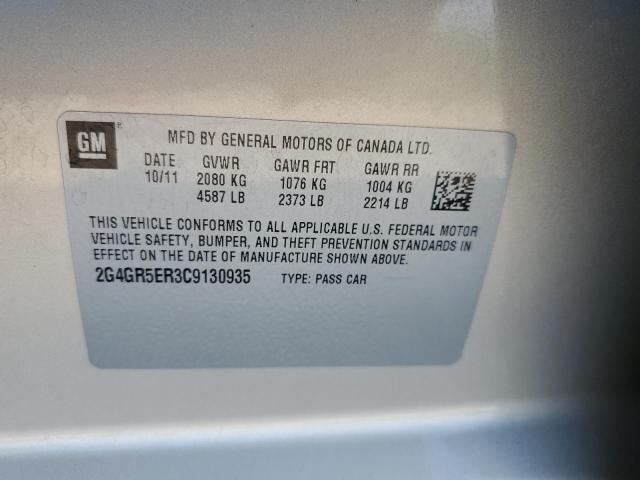 GM
MFD BY GENERAL MOTORS OF CANADA LTD.
DATE GVWR GAWR FRT GAWR RR
10/11 2080 KG 1076 KG 1004 KG
4587 LB 2373 LB 2214 LB
THIS VEHICLE CONFORMS TO ALL APPLICABLE U.S. FEDERAL MOTOR
VEHICLE SAFETY, BUMPER, AND THEFT PREVENTION STANDARDS IN
EFFECT ON THE DATE OF MANUFACTURE SHOWN ABOVE.
2G4GR5ER3C9130935 TYPE: PASS CAR